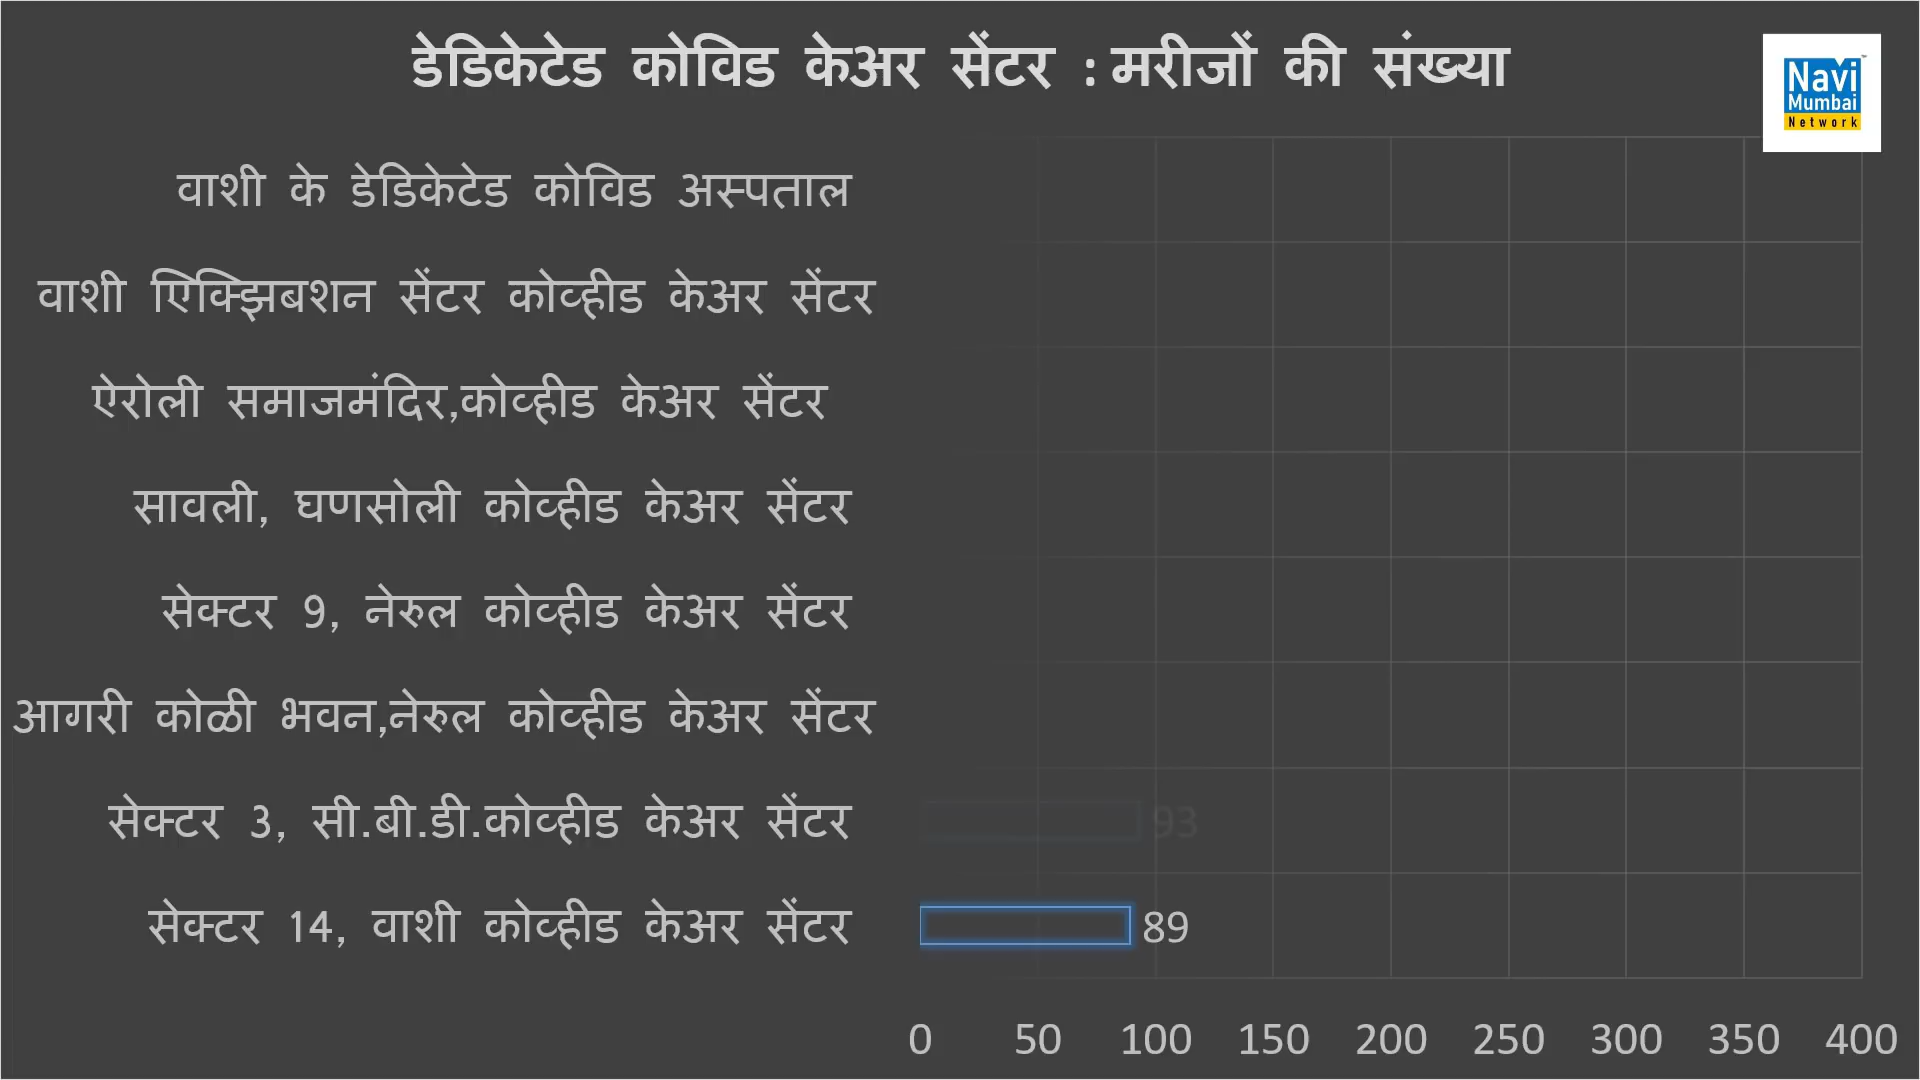 डेडिकेटेड कोविड केअर सेंटर : मरीजों की संख्या
Navi
Mumbai
Network
वाशी के डेडिकेटेड कोविड अस्पताल
वाशी एिक्झिबशन सेंटर कोव्हीड केअर सेंटर
ऐरोली समाजमंदिर,कोव्हीड केअर सेंटर
सावली, घणसोली कोव्हीड केअर सेंटर
सेक्टर 9, नेरुल कोव्हीड केअर सेंटर
आगरी कोळी भवन,नेरुल कोव्हीड केअर सेंटर
सेक्टर 3, सी.बी.डी.कोव्हीड केअर सेंटर 93
सेक्टर 14, वाशी कोव्हीड केअर सेंटर 89
0 50 100 150 200 250 300 350 400